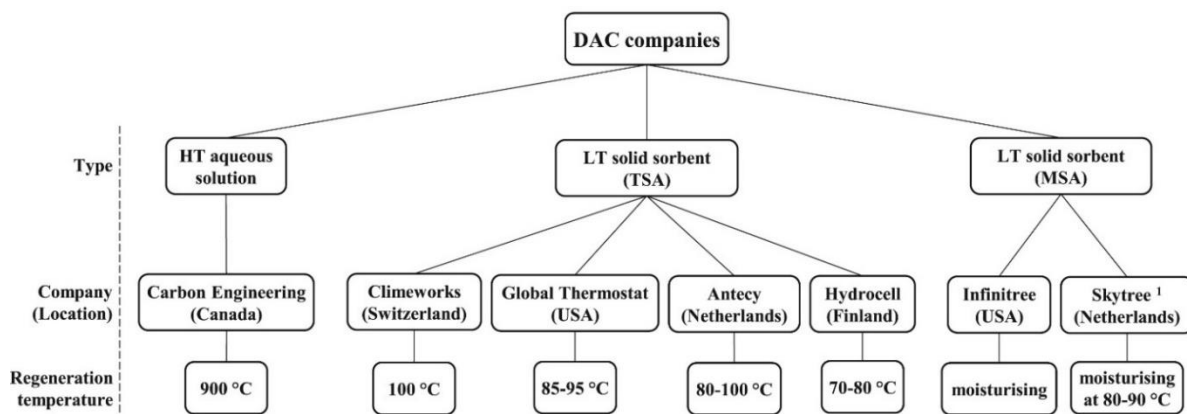 DAC companies
Type
HT aqueous
solution
LT solid sorbent
(TSA)
LT solid sorbent
(MSA)
Company
(Location)
Carbon Engineering
(Canada)
Climeworks
(Switzerland)
Global Thermostat
(USA)
Antecy
(Netherlands)
Hydrocell
(Finland)
Infinitree
(USA)
Skytree ¹
(Netherlands)
Regeneration
temperature
900 °C
100 °C
85-95 °C
80-100 °C
70-80 °C
moisturising
moisturising
at 80-90 °C